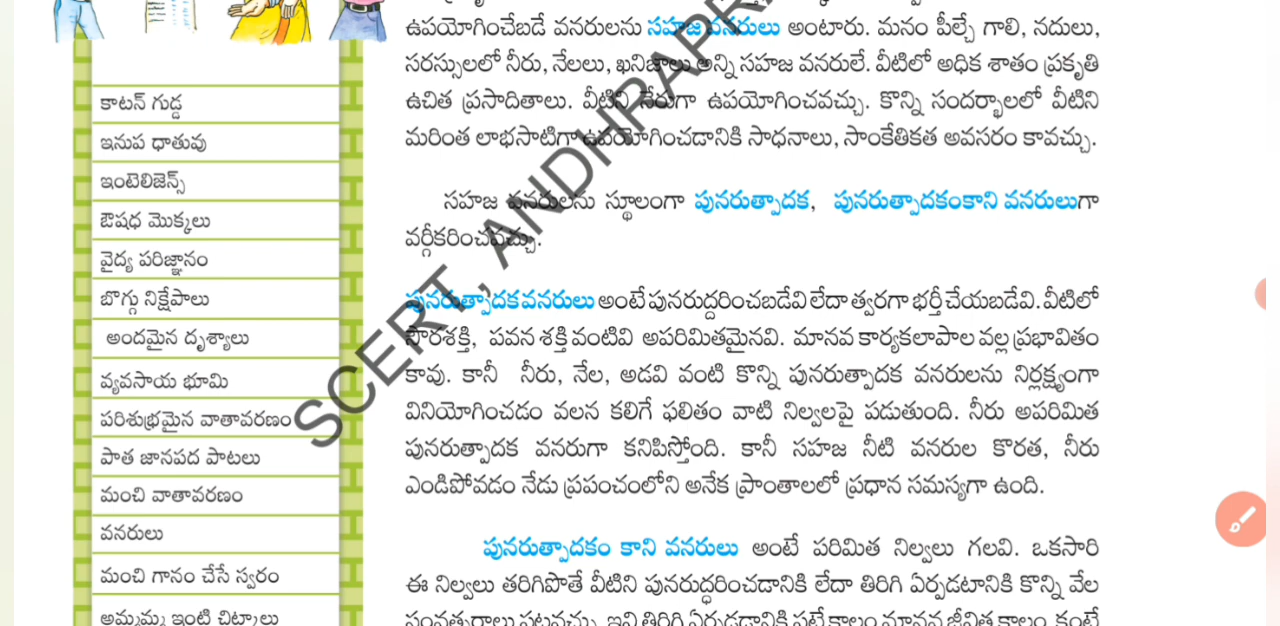 కాటన్ గుడ్డ
ఇనుప ధాతువు
ఇంటెలిజెన్స్
ఔషధ మొక్కలు
వైద్య పరిజ్ఞానం
బొగ్గు నిక్షేపాలు
అందమైన దృశ్యాలు
వ్యవసాయ భూమి
పరిశుభ్రమైన వాతావరణం
పాత జానపద పాటలు
మంచి వాతావరణం
వనరులు
మంచి గానం చేసే స్వరం
అమ్మమ్మ ఇంటి చిట్కాలు
ఉపయోగించేబడే వనరులను సహజ వనరులు అంటారు. మనం పీల్చే గాలి, నదులు,
సరస్సులలో నీరు, నేలలు, ఖనిజాలు అన్ని సహజ వనరులే. వీటిలో అధిక శాతం ప్రకృతి
ఉచిత ప్రసాదితాలు. వీటిని నేరుగా ఉపయోగించవచ్చు. కొన్ని సందర్భాలలో వీటిని
మరింత లాభసాటిగా ఉపయోగించడానికి సాధనాలు, సాంకేతికత అవసరం కావచ్చు.
సహజ వనరులను స్థూలంగా పునరుత్పాదక, పునరుత్పాదకంకాని వనరులుగా
వర్గీకరించవచ్చు.
పునరుత్పాదకవనరులు అంటే పునరుద్దరించబడేవి లేదా త్వరగా భర్తీ చేయబడేవి. వీటిలో
సౌరశక్తి, పవన శక్తి వంటివి అపరిమితమైనవి. మానవ కార్యకలాపాల వల్ల ప్రభావితం
కావు. కానీ నీరు, నేల, అడవి వంటి కొన్ని పునరుత్పాదక వనరులను నిర్లక్ష్యంగా
వినియోగించడం వలన కలిగే ఫలితం వాటి నిల్వలపై పడుతుంది. నీరు అపరిమిత
పునరుత్పాదక వనరుగా కనిపిస్తోంది. కానీ సహజ నీటి వనరుల కొరత, నీరు
ఎండిపోవడం నేడు ప్రపంచంలోని అనేక ప్రాంతాలలో ప్రధాన సమస్యగా ఉంది.
పునరుత్పాదకం కాని వనరులు అంటే పరిమిత నిల్వలు గలవి. ఒకసారి
ఈ నిల్వలు తరిగిపొతే వీటిని పునరుద్ధరించడానికి లేదా తిరిగి ఏర్పడటానికి కొన్ని వేల
సంవత్సరాలు పట్టవచ్చు. ఇవి తిరిగి ఏర్పడడానికి పట్టే కాలం మానవ జీవిత కాలం కంటే
SCERT, ANDHRAPR